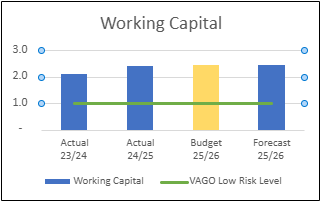 Working Capital
3.0
2.0
1.0
-
Actual Actual Budget Forecast
23/24 24/25 25/26 25/26
Working Capital VAGO Low Risk Level